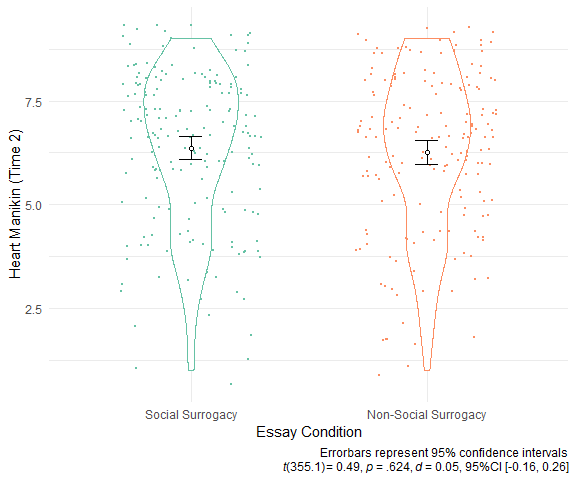 Heart Manikin (Time 2)
7.5
5.0
2.5
Social Surrogacy
Non-Social Surrogacy
Essay Condition
Errorbars represent 95% confidence intervals
t(355.1) = 0.49, p = .624, d = 0.05, 95%CI [-0.16, 0.26]